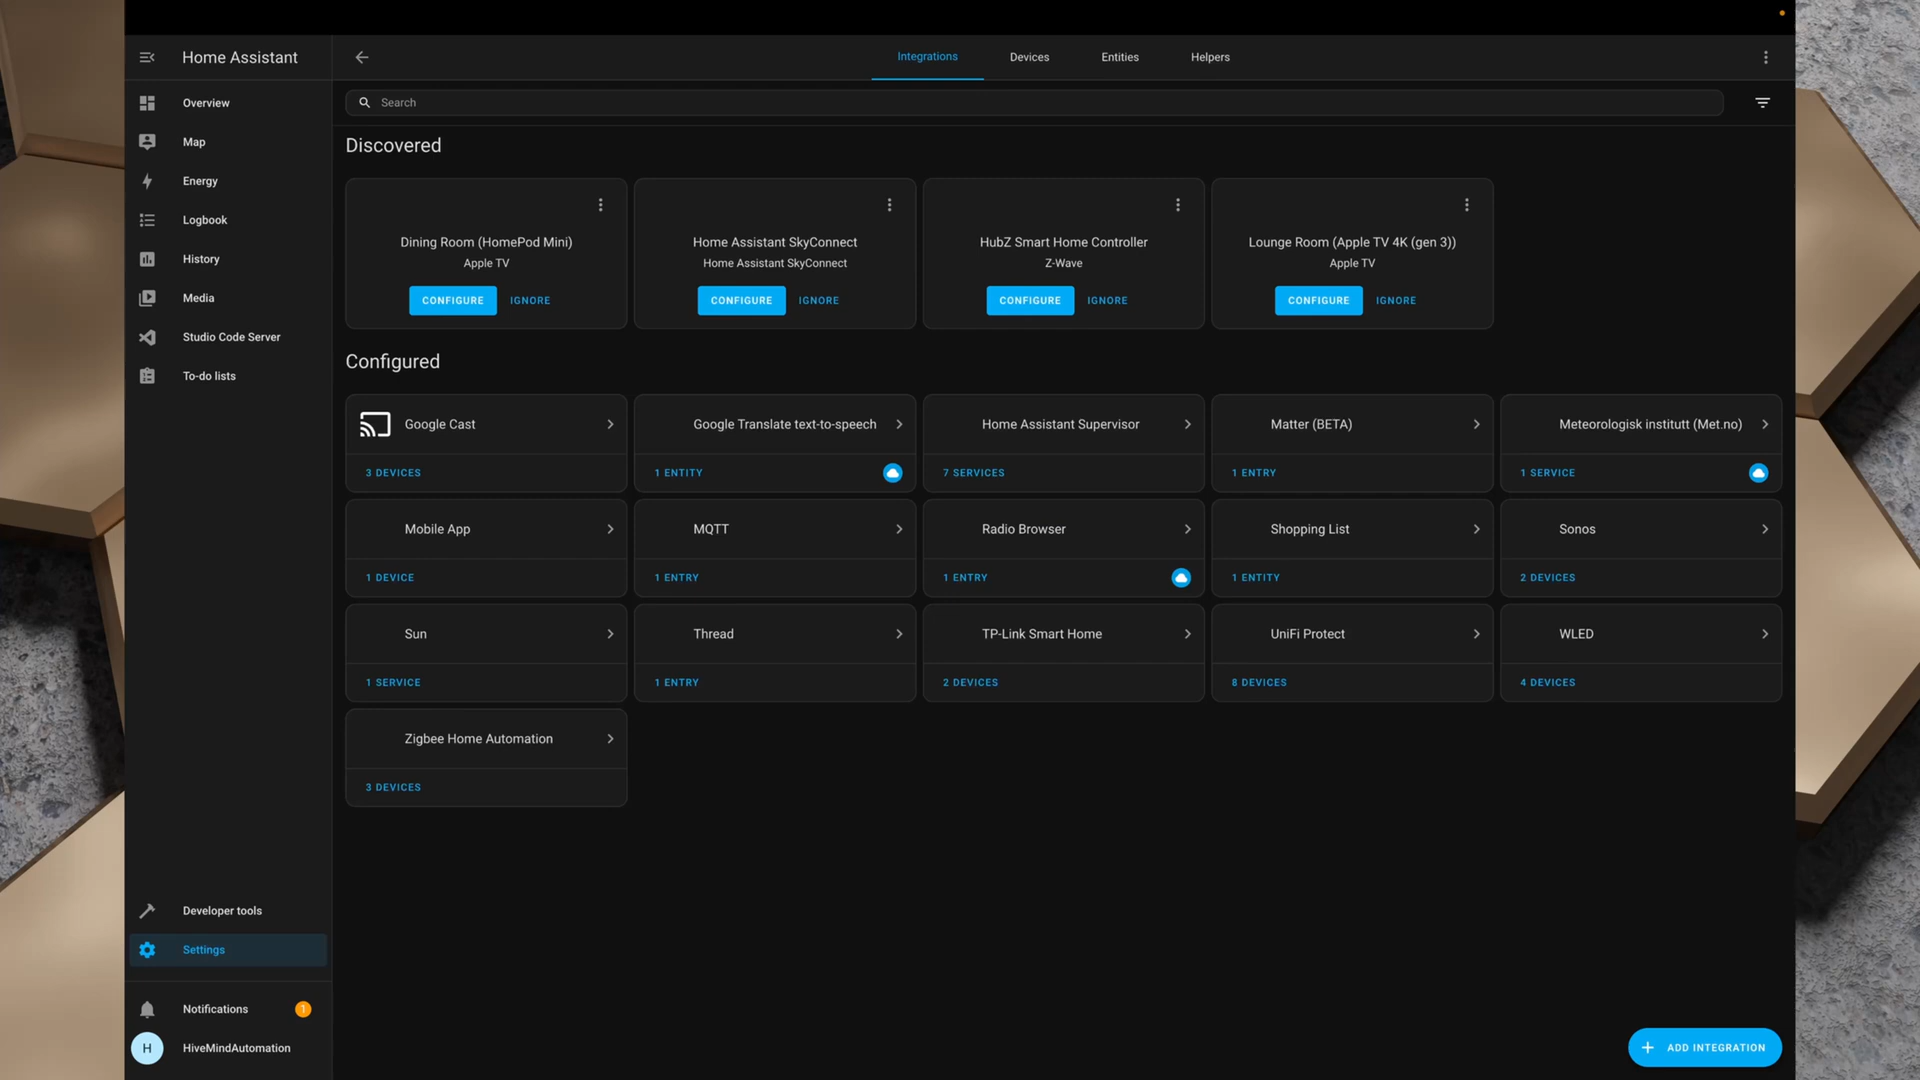 Home Assistant
Integrations
Devices
Entities
Helpers
Overview
Map
Energy
Logbook
History
Media
Studio Code Server
To-do lists
Search
Discovered
Dining Room (HomePod Mini)
Apple TV
CONFIGURE
IGNORE
Home Assistant SkyConnect
Home Assistant SkyConnect
CONFIGURE
IGNORE
HubZ Smart Home Controller
Z-Wave
CONFIGURE
IGNORE
Lounge Room (Apple TV 4K (gen 3))
Apple TV
CONFIGURE
IGNORE
Configured
Google Cast
3 DEVICES
Google Translate text-to-speech
1 ENTITY
Home Assistant Supervisor
7 SERVICES
Matter (BETA)
1 ENTRY
Meteorologisk institutt (Met.no)
1 SERVICE
Mobile App
1 DEVICE
MQTT
1 ENTRY
Radio Browser
1 ENTRY
Shopping List
1 ENTITY
Sonos
2 DEVICES
Sun
1 SERVICE
Thread
1 ENTRY
TP-Link Smart Home
2 DEVICES
UniFi Protect
8 DEVICES
WLED
4 DEVICES
Zigbee Home Automation
3 DEVICES
Developer tools
Settings
Notifications
1
H
HiveMindAutomation
ADD INTEGRATION